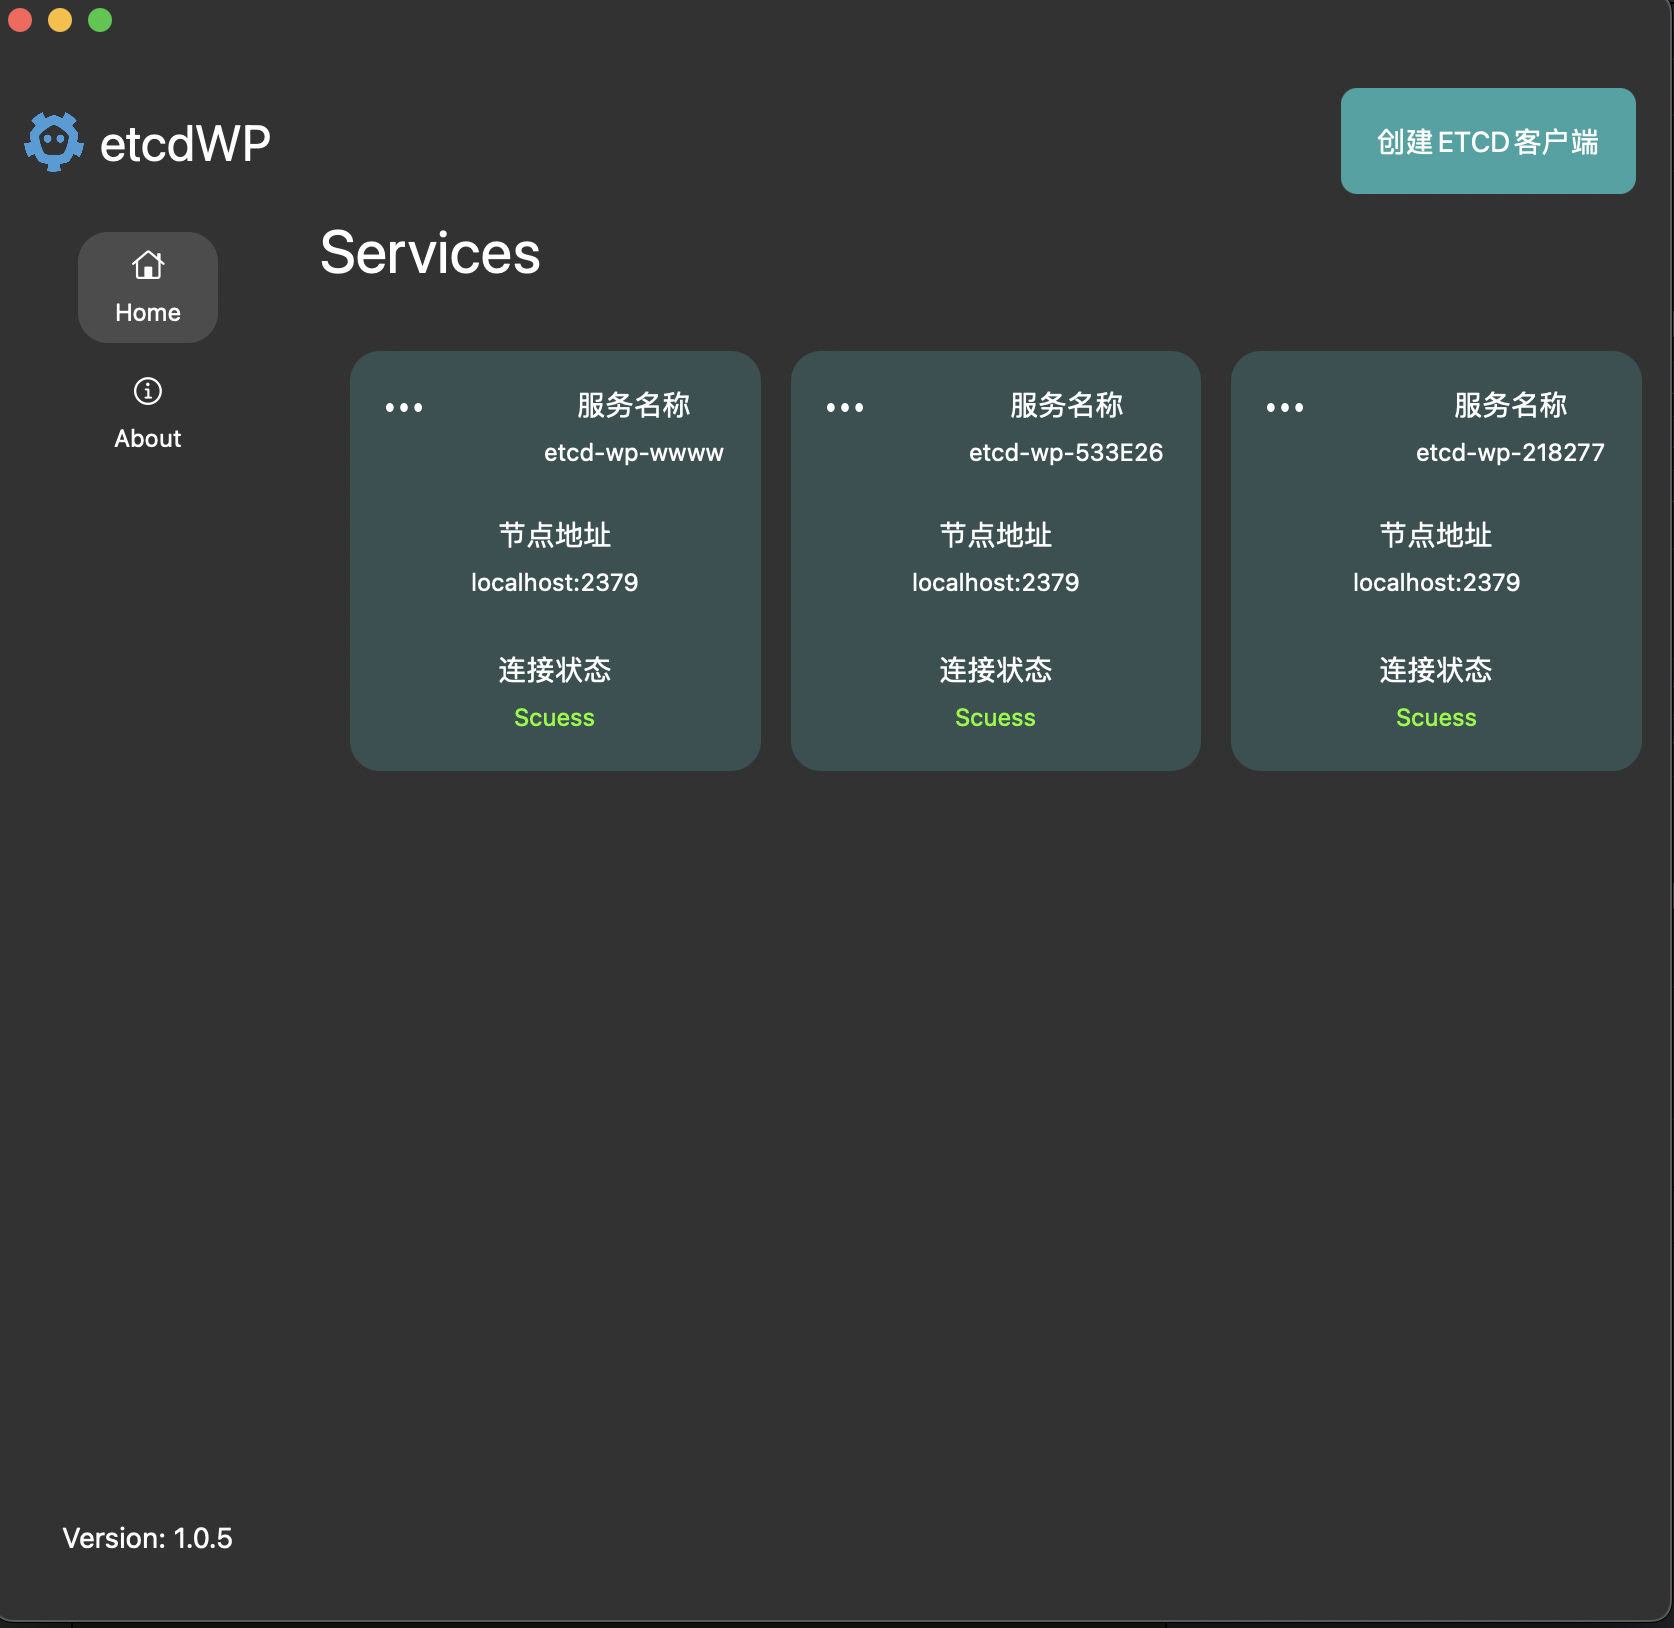 etcdWP
创建ETCD客户端
Home
About
Services
服务名称
etcd-wp-wwww
节点地址
localhost:2379
连接状态
Scuess
服务名称
etcd-wp-533E26
节点地址
localhost:2379
连接状态
Scuess
服务名称
etcd-wp-218277
节点地址
localhost:2379
连接状态
Scuess
Version: 1.0.5